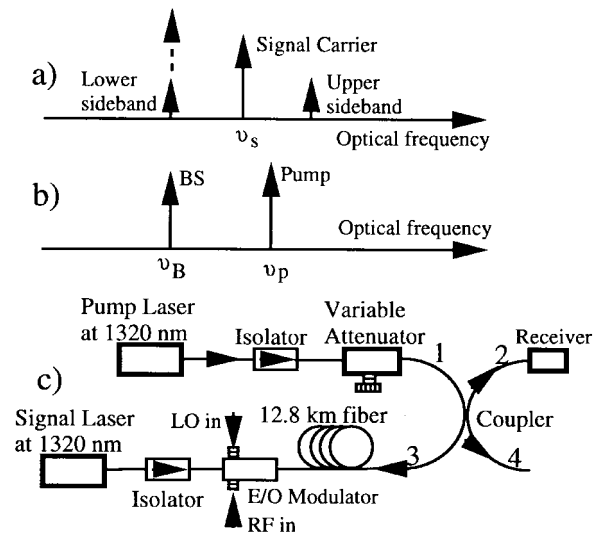 a)
Signal Carrier
Lower
sideband
Upper
sideband
υs
Optical frequency
b)
BS
Pump
Optical frequency
υB
υp
c)
Pump Laser
at 1320 nm
Isolator
Variable
Attenuator
1
2
Receiver
Signal Laser
at 1320 nm
LO in
12.8 km fiber
Coupler
3
4
Isolator
E/O Modulator
RF in